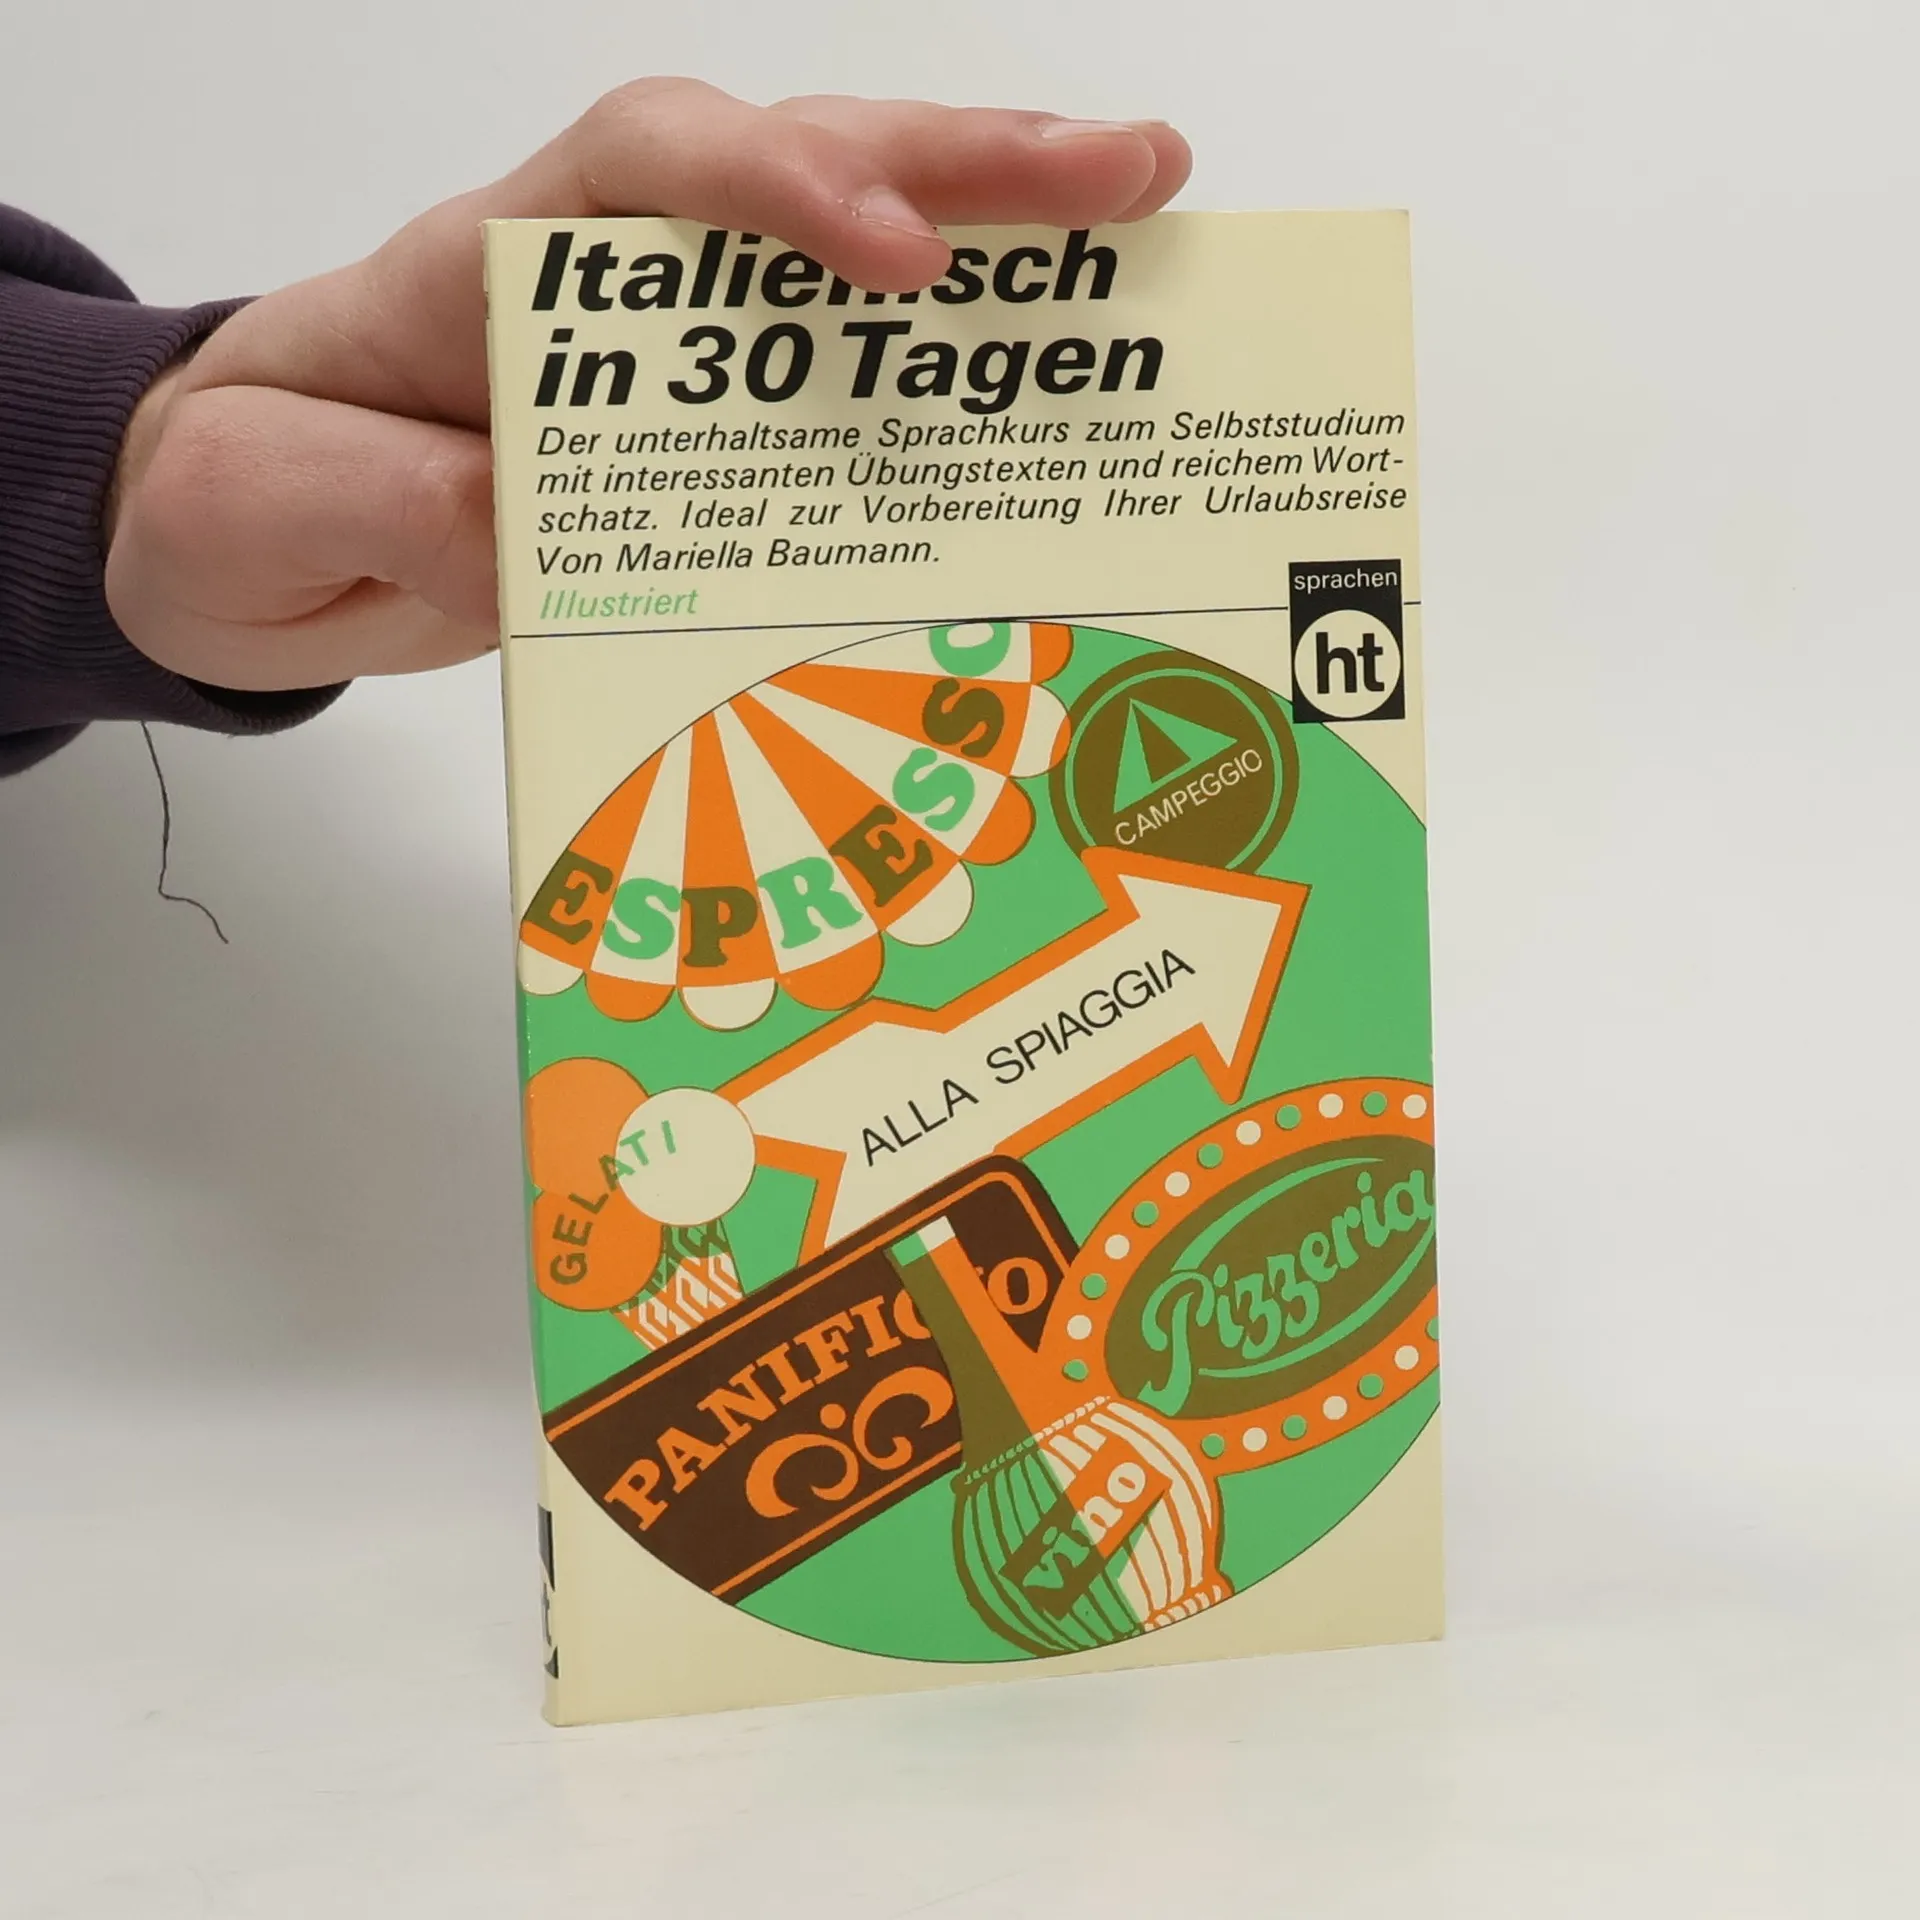 Italienisch
in 30 Tagen
Der unterhaltsame Sprachkurs zum Selbststudium
mit interessanten Übungstexten und reichem Wort-
schatz. Ideal zur Vorbereitung Ihrer Urlaubsreise
Von Mariella Baumann.
Illustriert
sprachen
ht
ESPRESSO
CAMPEGGIO
ALLA SPIAGGIA
GELATI
Pizzeria
PANIFICIO
vino